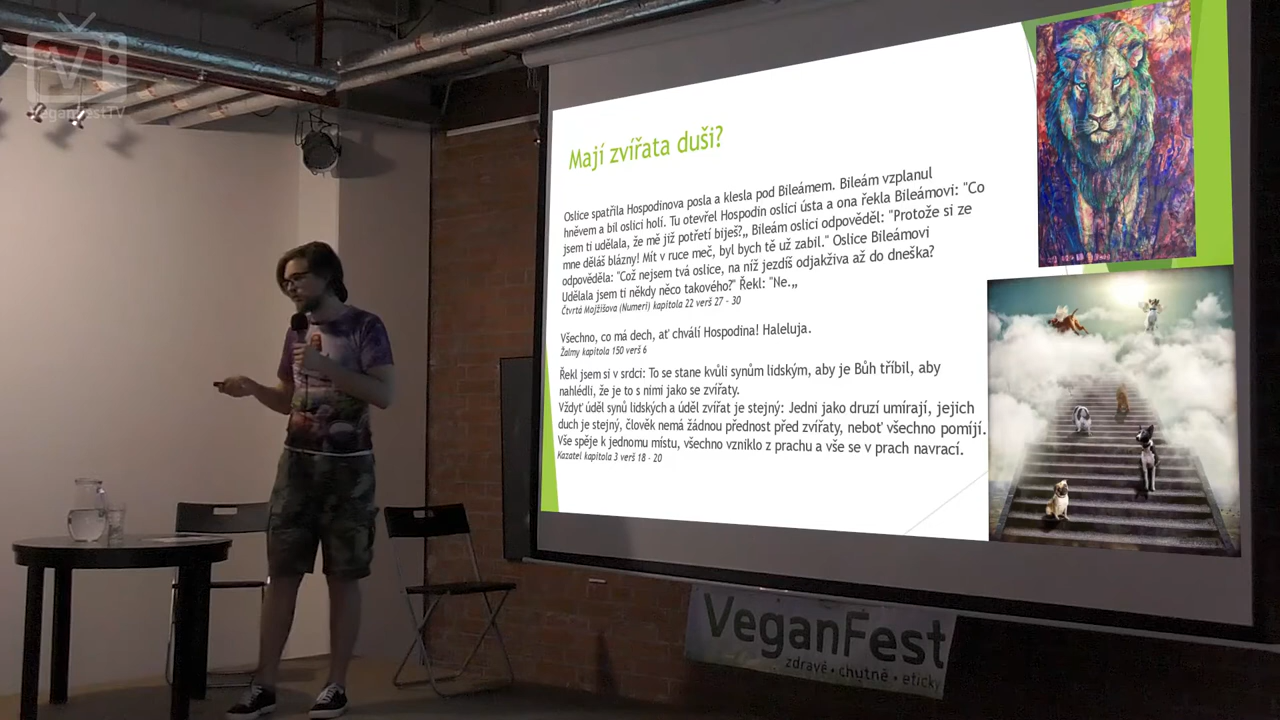 VeganFestTV
Mají zvířata duši?
Oslice spatřila Hospodinova posla a klesla pod Bileámem. Bileám vzplanul
hněvem a bil oslici holí. Tu otevřel Hospodin oslici ústa a ona řekla Bileámovi: "Co
jsem ti udělala, že mě již potřetí biješ?„ Bileám oslici odpověděl: "Protože si ze
mne děláš blázny! Mít v ruce meč, byl bych tě už zabil." Oslice Bileámovi
odpověděla: "Což nejsem tvá oslice, na níž jezdíš odjakživa až do dneška?
Udělala jsem ti někdy něco takového?" Řekl: "Ne.„
Čtvrtá Mojžíšova (Numeri) kapitola 22 verš 27 - 30
Všechno, co má dech, ať chválí Hospodina! Haleluja.
Žalmy kapitola 150 verš 6
Řekl jsem si v srdci: To se stane kvůli synům lidským, aby je Bůh tříbil, aby
nahlédli, že je to s nimi jako se zvířaty.
Vždyť úděl synů lidských a úděl zvířat je stejný: Jedni jako druzí umírají, jejich
duch je stejný, člověk nemá žádnou přednost před zvířaty, neboť všechno pomíjí.
Vše spěje k jednomu místu, všechno vzniklo z prachu a vše se v prach navrací.
Kazatel kapitola 3 verš 18 - 20
VeganFest
zdravě • chutně • eticky